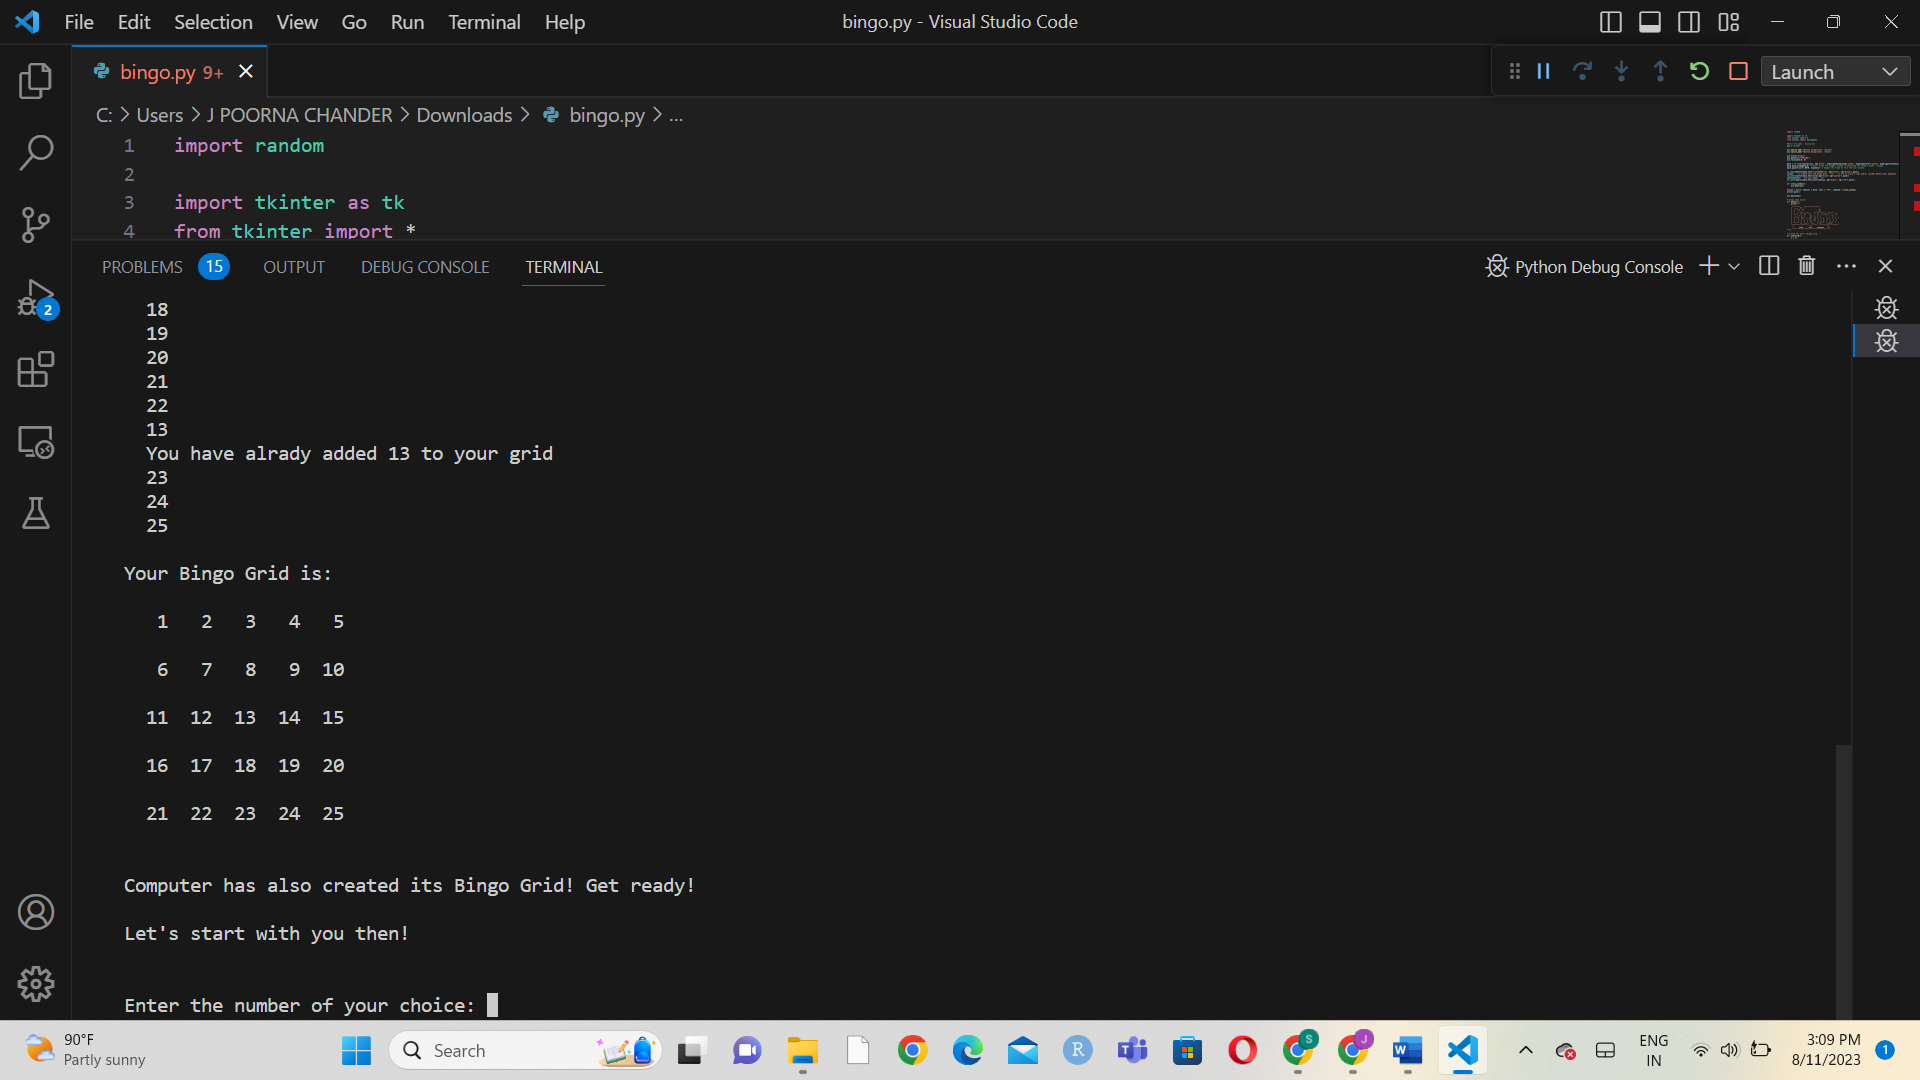 File Edit Selection View Go Run Terminal Help
bingo.py - Visual Studio Code
bingo.py 9+
Launch
C: > Users > J POORNA CHANDER > Downloads > bingo.py > ...
1 import random
2
3 import tkinter as tk
4 from tkinter import *
PROBLEMS 15 OUTPUT DEBUG CONSOLE TERMINAL
Python Debug Console
2
18
19
20
21
22
13
You have alrady added 13 to your grid
23
24
25
Your Bingo Grid is:
1 2 3 4 5
6 7 8 9 10
11 12 13 14 15
16 17 18 19 20
21 22 23 24 25
Computer has also created its Bingo Grid! Get ready!
Let's start with you then!
Enter the number of your choice:
90°F
Partly sunny
Search
S
J
R
T
W
ENG
IN
3:09 PM
8/11/2023
1